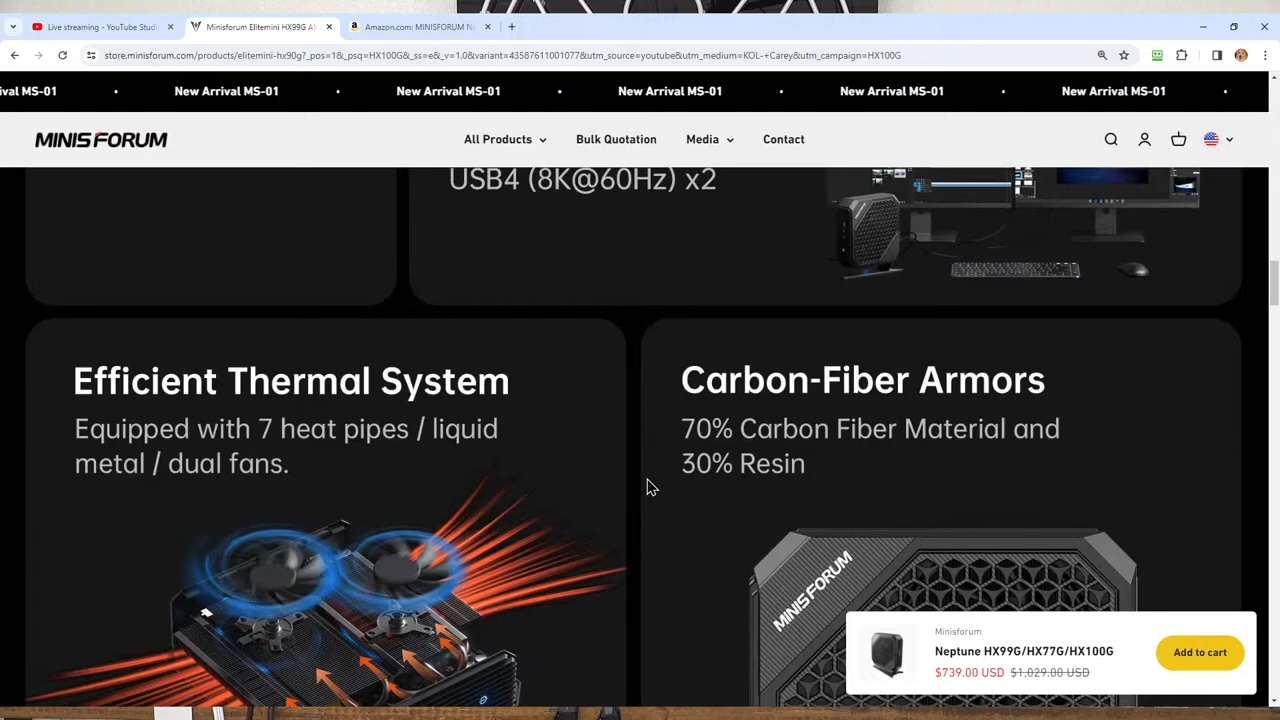 Live streaming - YouTube Studi
Minisforum Elitemini HX99G AM
Amazon.com: MINISFORUM Ne
store.minisforum.com/products/elitemini-hx90g?_pos=1&_psq=HX100G&_ss=e&_v=1.0&variant=43587611001077&utm_source=youtube&utm_medium=KOL-+Carey&utm_campaign=HX100G
val MS-01 • New Arrival MS-01 • New Arrival MS-01 • New Arrival MS-01 • New Arrival MS-01 • New Arrival MS-01 •
MINISFORUM
All Products Bulk Quotation Media Contact
USB4 (8K@60Hz) x2
Efficient Thermal System
Equipped with 7 heat pipes / liquid
metal / dual fans.
Carbon-Fiber Armors
70% Carbon Fiber Material and
30% Resin
MINISFORUM
Minisforum
Neptune HX99G/HX77G/HX100G
$739.00 USD $1,029.00 USD
Add to cart